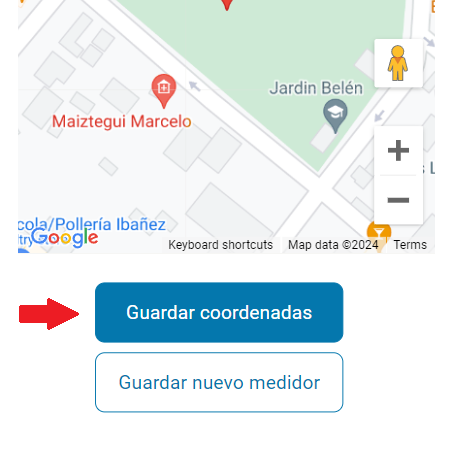 Jardin Belén
Maiztegui Marcelo
cola/Pollería Ibañez
Google
Keyboard shortcuts
Map data ©2024
Terms
Guardar coordenadas
Guardar nuevo medidor